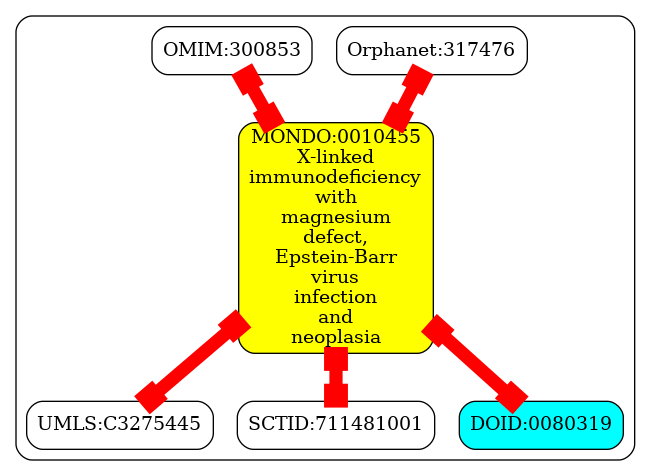 OMIM:300853
Orphanet:317476
MONDO:0010455
X-linked
immunodeficiency
with
magnesium
defect,
Epstein-Barr
virus
infection
and
neoplasia
UMLS:C3275445
SCTID:711481001
DOID:0080319